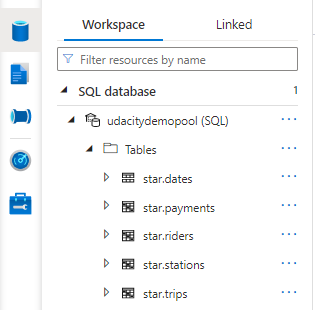 Workspace Linked
Filter resources by name
SQL database 1
udacitydemopool (SQL)
Tables
star.dates
star.payments
star.riders
star.stations
star.trips